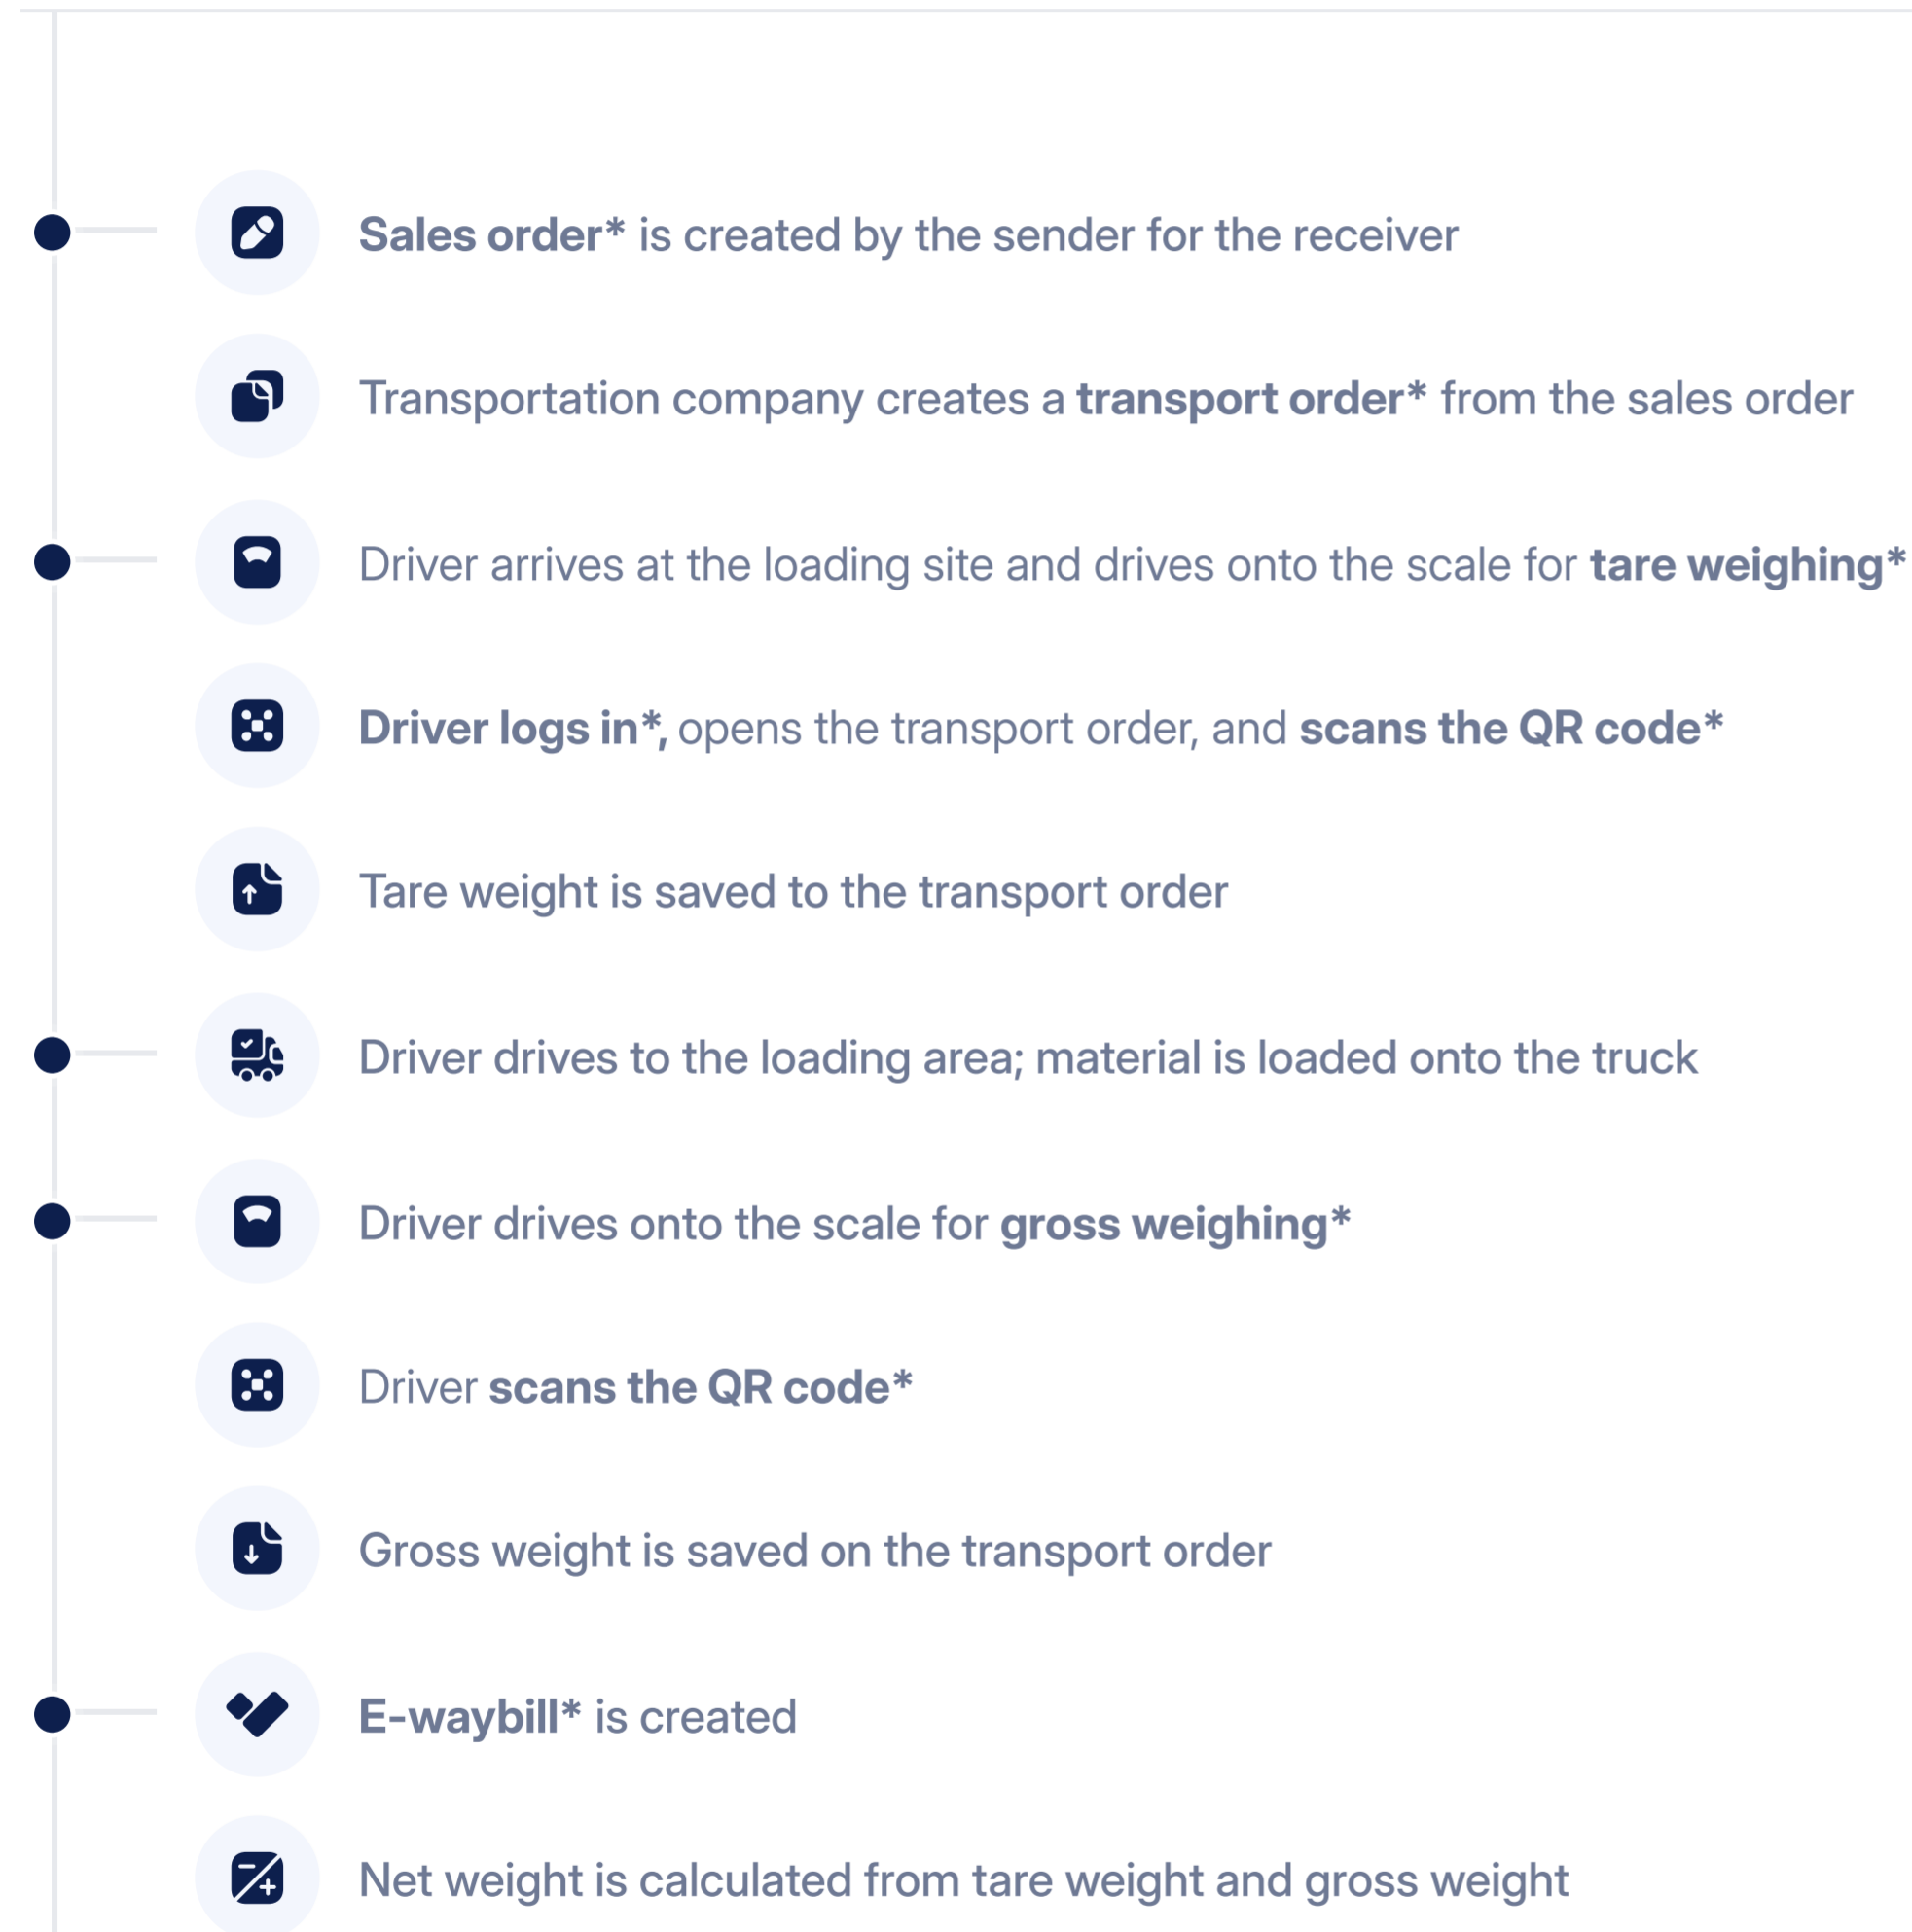 Sales order* is created by the sender for the receiver
Transportation company creates a transport order* from the sales order
Driver arrives at the loading site and drives onto the scale for tare weighing*
Driver logs in*, opens the transport order, and scans the QR code*
Tare weight is saved to the transport order
Driver drives to the loading area; material is loaded onto the truck
Driver drives onto the scale for gross weighing*
Driver scans the QR code*
Gross weight is saved on the transport order
E-waybill* is created
Net weight is calculated from tare weight and gross weight